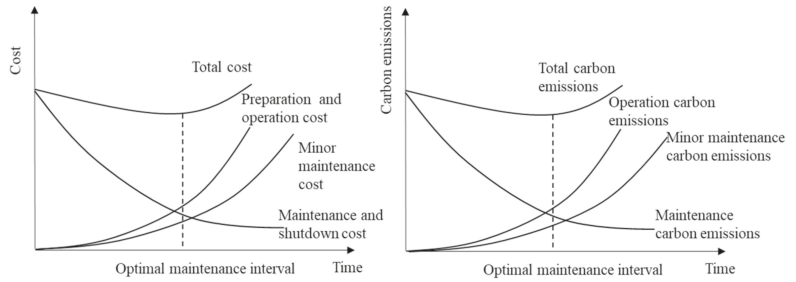 Cost
Total cost
Preparation and
operation cost
Minor
maintenance
cost
Maintenance and
shutdown cost
Optimal maintenance interval
Time
Carbon emissions
Total carbon
emissions
Operation carbon
emissions
Minor maintenance
carbon emissions
Maintenance
carbon emissions
Optimal maintenance interval
Time